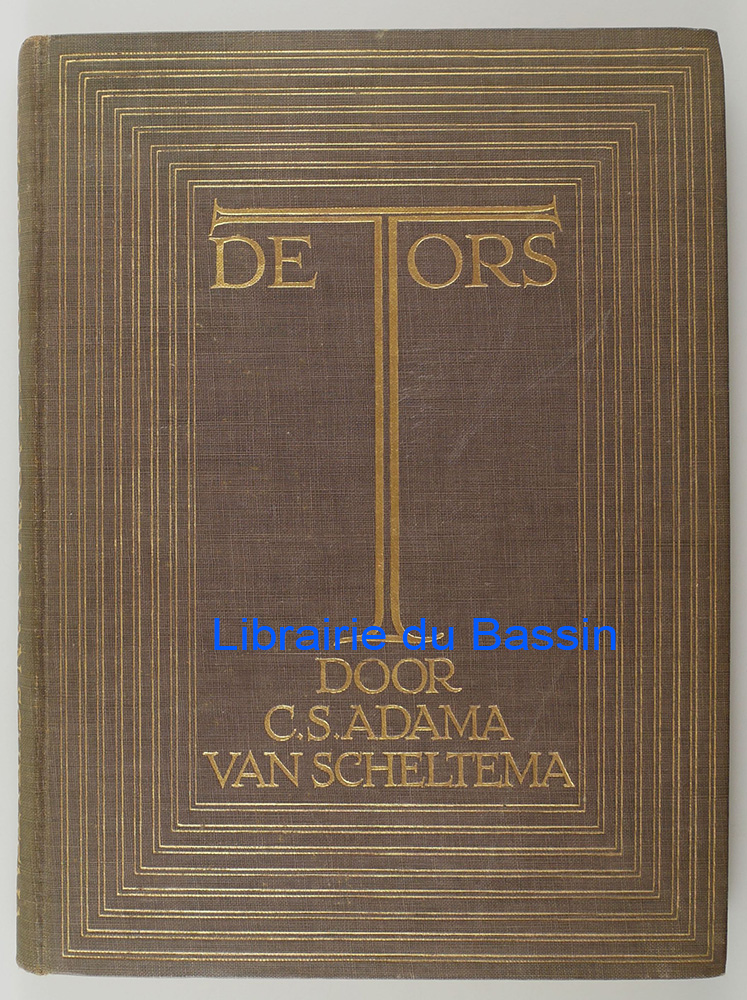 DE TORS
Librairie du Bassin
DOOR
C.S. ADAMA
VAN SCHELTEMA